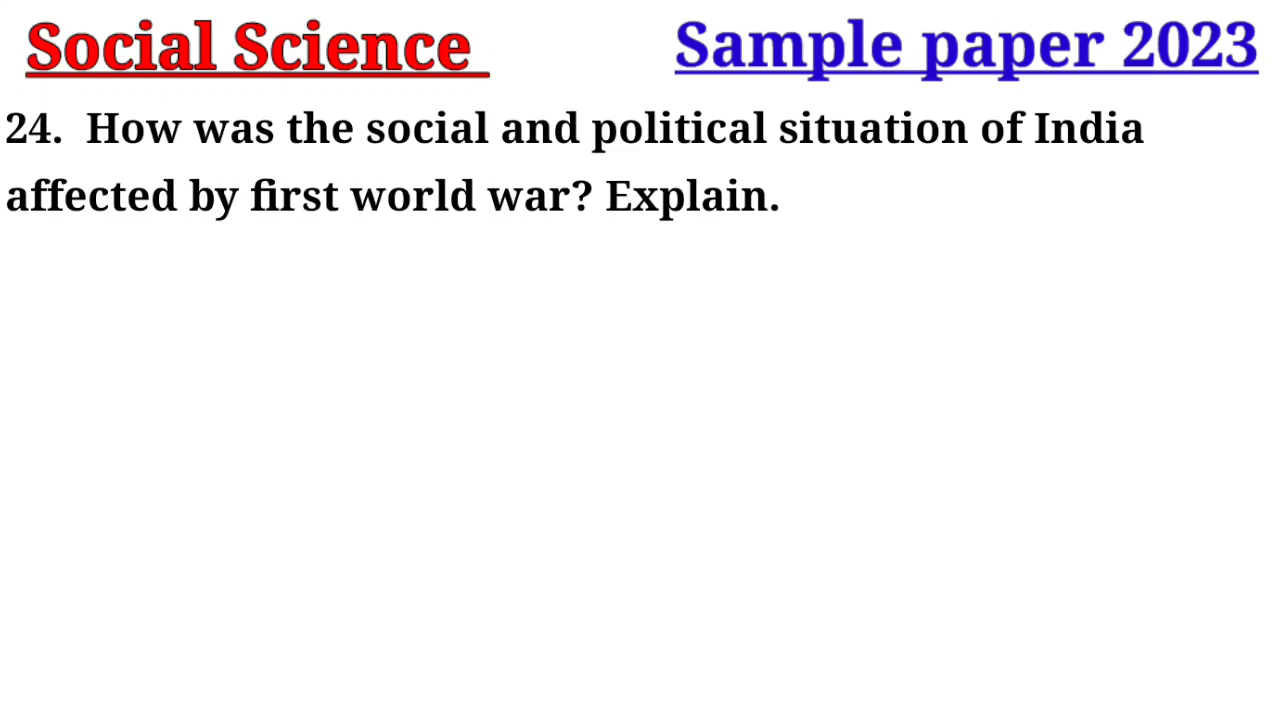 Social Science Sample paper 2023
24. How was the social and political situation of India
affected by first world war? Explain.